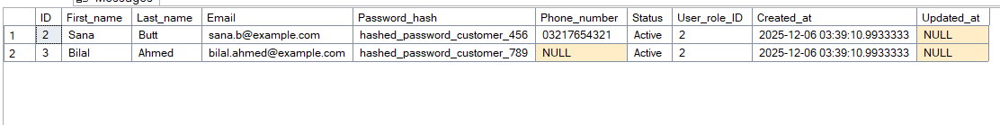 Messages
ID First_name Last_name Email Password_hash Phone_number Status User_role_ID Created_at Updated_at
1 2 Sana Butt sana.b@example.com hashed_password_customer_456 03217654321 Active 2 2025-12-06 03:39:10.9933333 NULL
2 3 Bilal Ahmed bilal.ahmed@example.com hashed_password_customer_789 NULL Active 2 2025-12-06 03:39:10.9933333 NULL